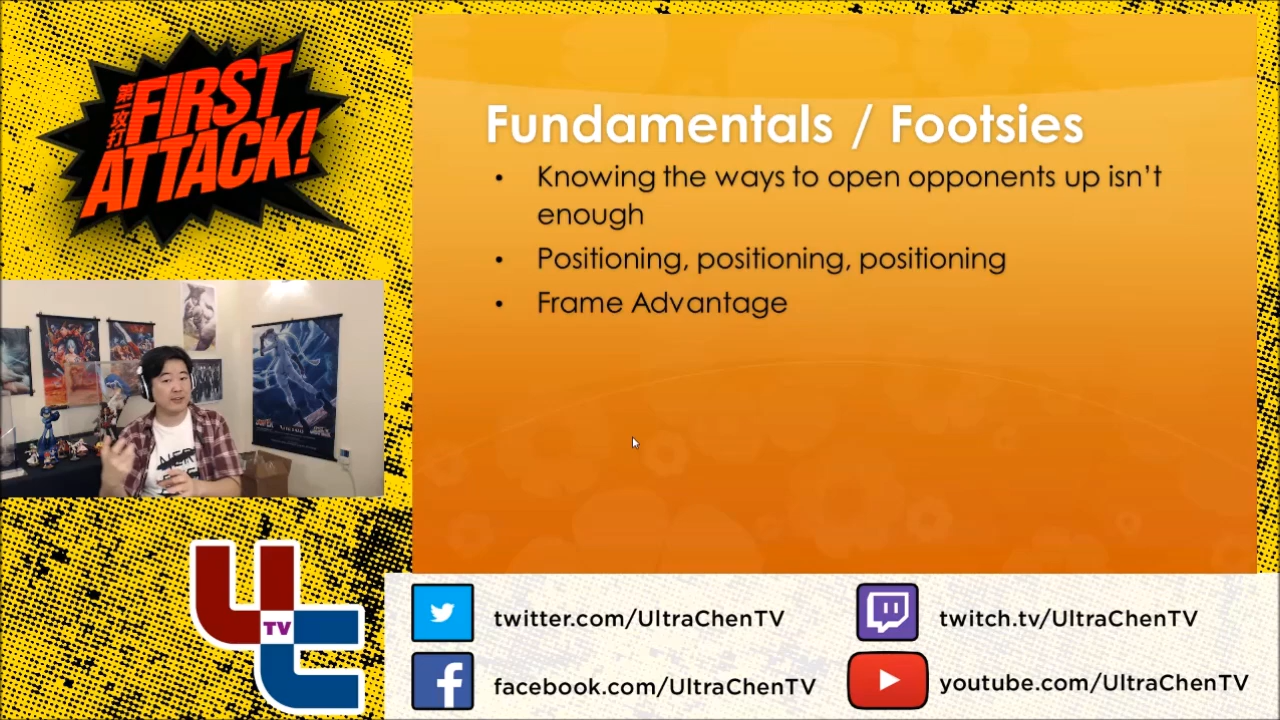 第一攻打
FIRST
ATTACK!
Fundamentals / Footsies
• Knowing the ways to open opponents up isn't
enough
• Positioning, positioning, positioning
• Frame Advantage
UC
TV
twitter.com/UltraChenTV
twitch.tv/UltraChenTV
facebook.com/UltraChenTV
youtube.com/UltraChenTV